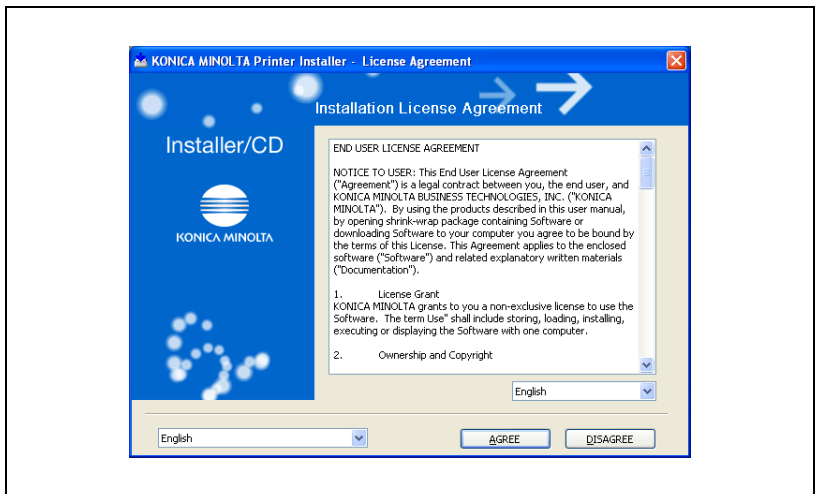 KONICA MINOLTA Printer Installer - License Agreement
Installation License Agreement
Installer/CD
KONICA MINOLTA
END USER LICENSE AGREEMENT
NOTICE TO USER: This End User License Agreement
("Agreement") is a legal contract between you, the end user, and
KONICA MINOLTA BUSINESS TECHNOLOGIES, INC. ("KONICA
MINOLTA"). By using the products described in this user manual,
by opening shrink-wrap package containing Software or
downloading Software to your computer you agree to be bound by
the terms of this License. This Agreement applies to the enclosed
software ("Software") and related explanatory written materials
("Documentation").
1. License Grant
KONICA MINOLTA grants to you a non-exclusive license to use the
Software. The term Use" shall include storing, loading, installing,
executing or displaying the Software with one computer.
2. Ownership and Copyright
English
English
AGREE
DISAGREE